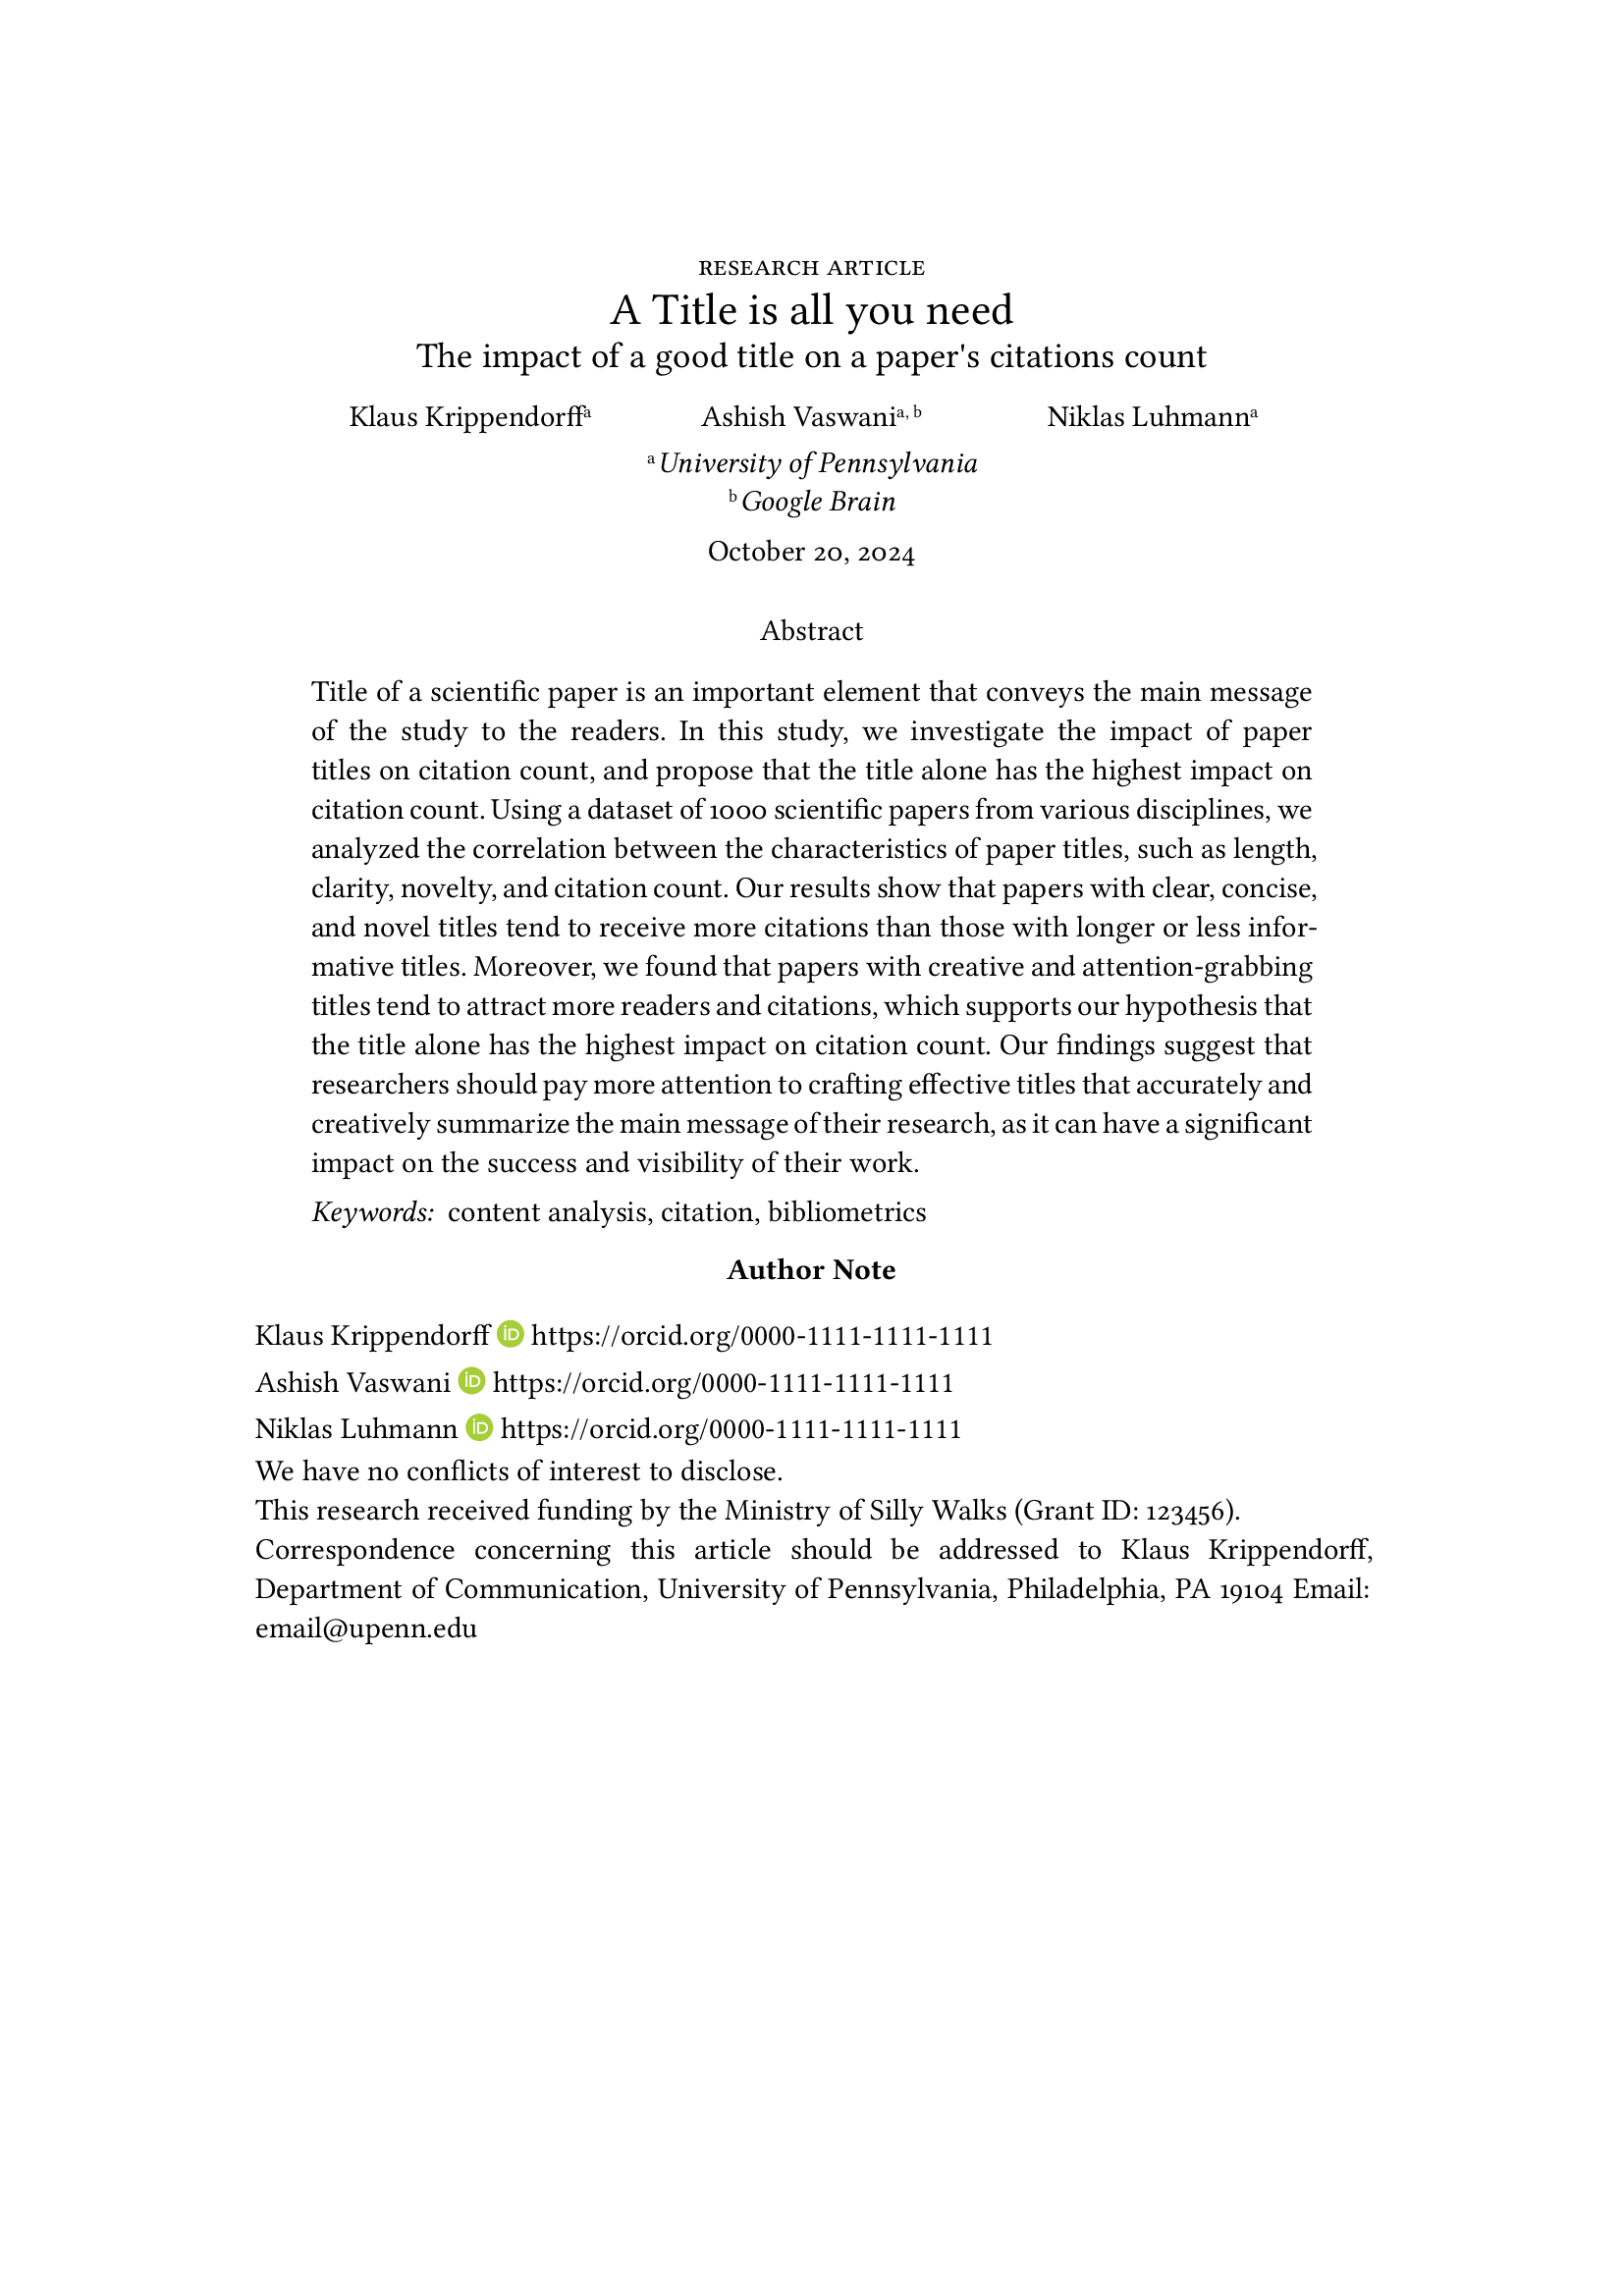 RESEARCH ARTICLE
A Title is all you need
The impact of a good title on a paper's citations count
Klaus Krippendorffᵃ Ashish Vaswaniᵃ, ᵇ Niklas Luhmannᵃ
ᵃ University of Pennsylvania
ᵇ Google Brain
October 20, 2024
Abstract
Title of a scientific paper is an important element that conveys the main message
of the study to the readers. In this study, we investigate the impact of paper
titles on citation count, and propose that the title alone has the highest impact on
citation count. Using a dataset of 1000 scientific papers from various disciplines, we
analyzed the correlation between the characteristics of paper titles, such as length,
clarity, novelty, and citation count. Our results show that papers with clear, concise,
and novel titles tend to receive more citations than those with longer or less infor-
mative titles. Moreover, we found that papers with creative and attention-grabbing
titles tend to attract more readers and citations, which supports our hypothesis that
the title alone has the highest impact on citation count. Our findings suggest that
researchers should pay more attention to crafting effective titles that accurately and
creatively summarize the main message of their research, as it can have a significant
impact on the success and visibility of their work.
Keywords: content analysis, citation, bibliometrics
Author Note
Klaus Krippendorff iD https://orcid.org/0000-1111-1111-1111
Ashish Vaswani iD https://orcid.org/0000-1111-1111-1111
Niklas Luhmann iD https://orcid.org/0000-1111-1111-1111
We have no conflicts of interest to disclose.
This research received funding by the Ministry of Silly Walks (Grant ID: 123456).
Correspondence concerning this article should be addressed to Klaus Krippendorff,
Department of Communication, University of Pennsylvania, Philadelphia, PA 19104 Email:
email@upenn.edu